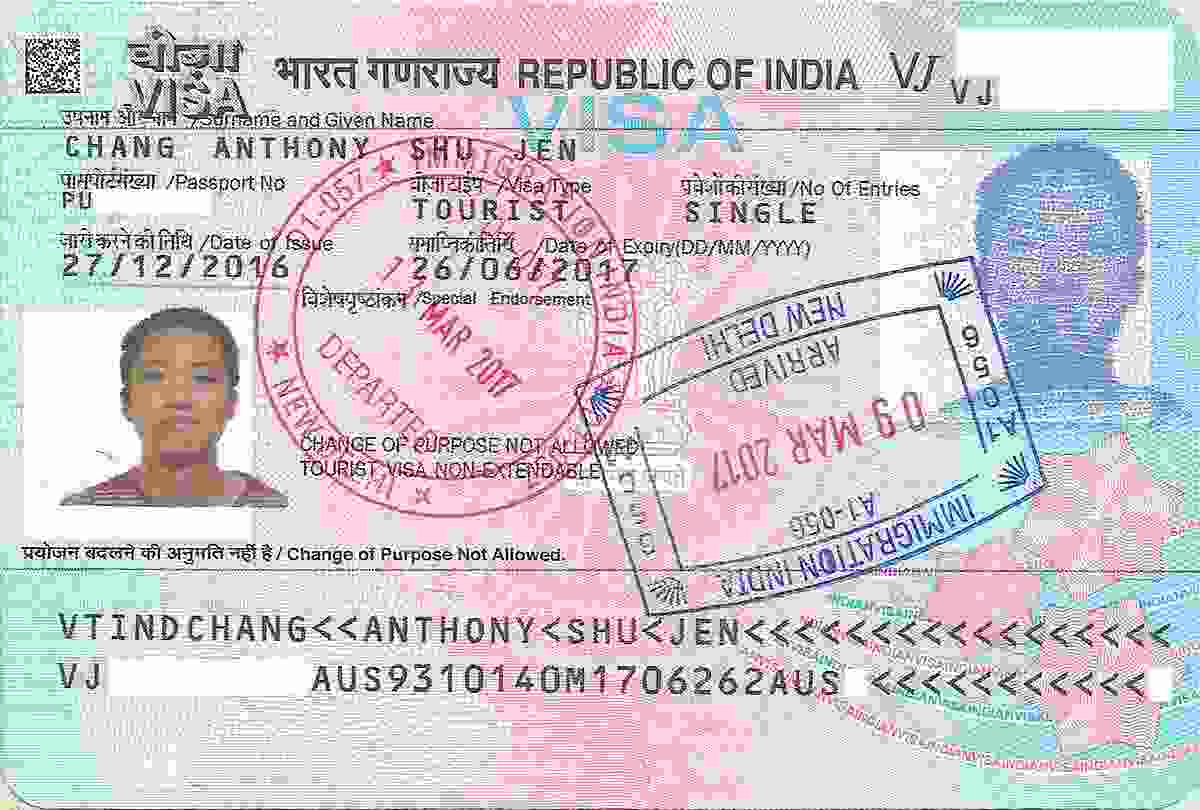 वीज़ा
VISA
भारत गणराज्य REPUBLIC OF INDIA VJ VJ
VISA
उपनाम और नाम /Surname and Given Name
CHANG ANTHONY SHU JEN
पासपोर्ट संख्या /Passport No वीज़ा टाईप /Visa Type प्रवेशों की संख्या /No Of Entries
PU TOURIST SINGLE
जारी करने की तिथि /Date of Issue समाप्ति की तिथि /Date of Expiry(DD/MM/YYYY)
27/12/2016 26/06/2017
विशेष पृष्ठांकन /Special Endorsement
CHANGE OF PURPOSE NOT ALLOWED
TOURIST VISA NON-EXTENDABLE
IMMIGRATION INDIA
NEW DELHI
MAR 2017
DEPARTED
NEW DELHI
ARRIVED
09 MAR 2017
A1-056
IMMIGRATION INDIA
A1 056
प्रयोजन बदलने की अनुमति नहीं है / Change of Purpose Not Allowed.
VTINDCHANG<<ANTHONY<SHU<JEN<<<<<<<<<<<<<<<<<
VJ AUS9310140M1706262AUS <<<<<<<<<<<